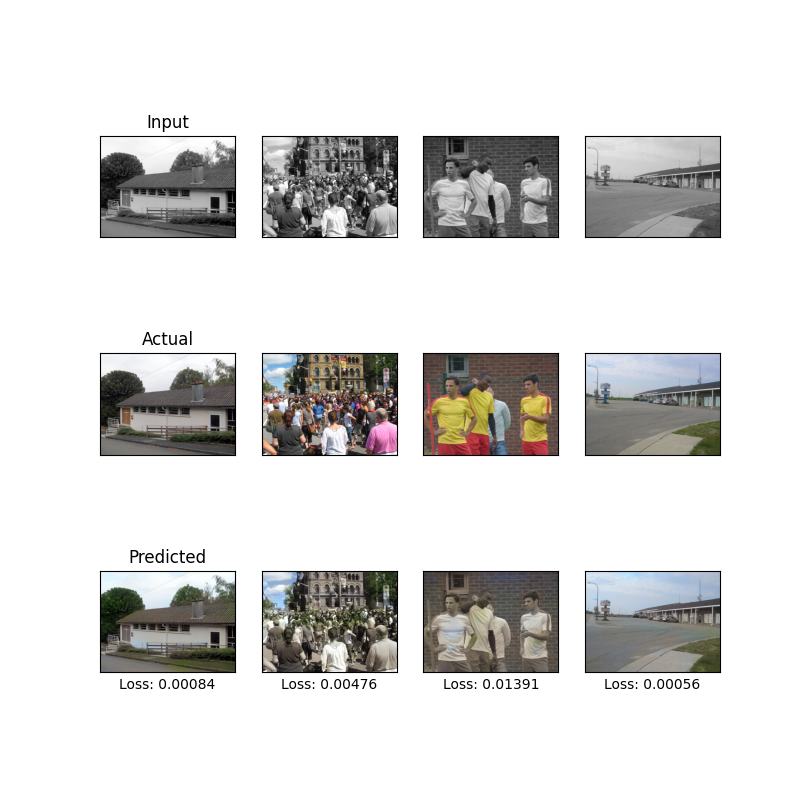 Input
Actual
Predicted
Loss: 0.00084
Loss: 0.00476
Loss: 0.01391
Loss: 0.00056